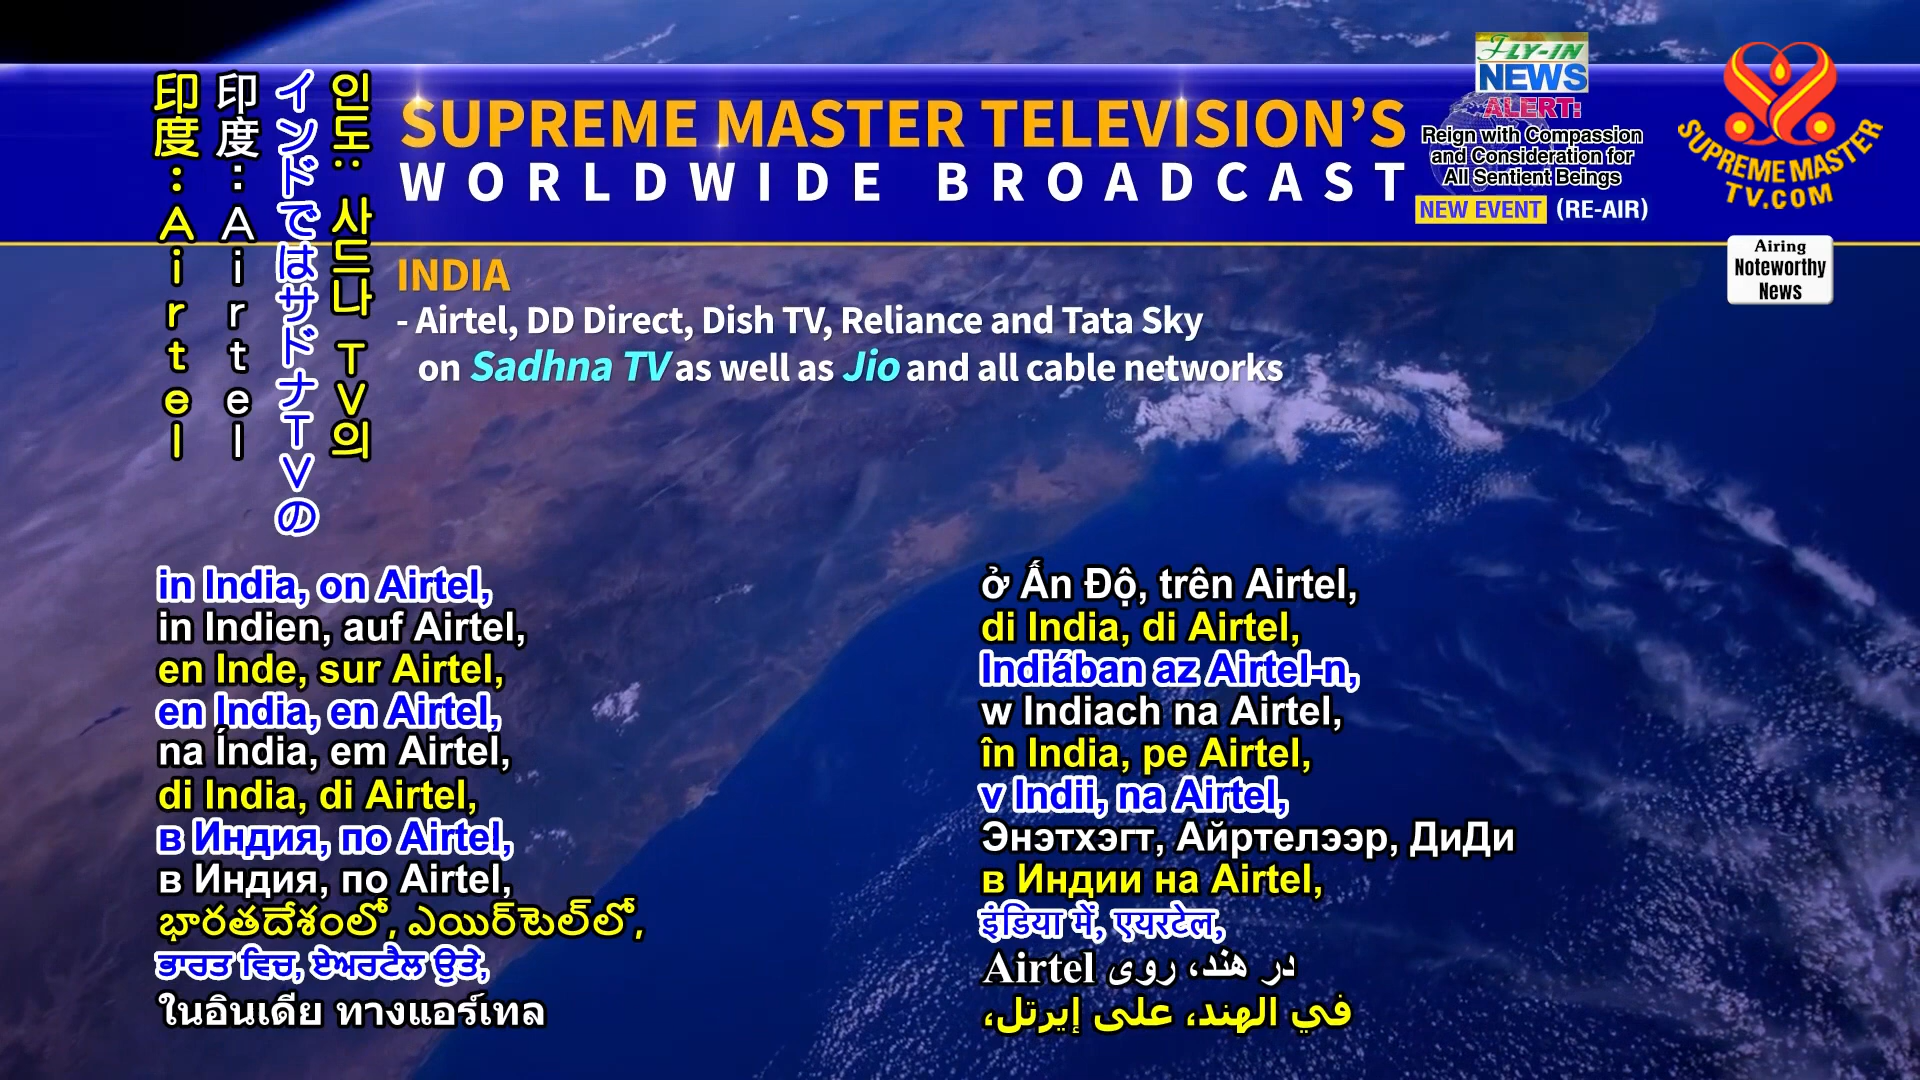 印度：Airtel
印度：Airtel
インドではサドナTVの
인도: 사드나 TV의
SUPREME MASTER TELEVISION’S
WORLDWIDE BROADCAST
FLY-IN
NEWS
ALERT:
Reign with Compassion
and Consideration for
All Sentient Beings
NEW EVENT (RE-AIR)
SUPREME MASTER
TV.COM
Airing
Noteworthy
News
INDIA
- Airtel, DD Direct, Dish TV, Reliance and Tata Sky
on Sadhna TV as well as Jio and all cable networks
in India, on Airtel,
in Indien, auf Airtel,
en Inde, sur Airtel,
en India, en Airtel,
na Índia, em Airtel,
di India, di Airtel,
в Индия, по Airtel,
в Индия, по Airtel,
భారతదేశంలో, ఎయిర్‌టెల్‌లో,
ਭਾਰਤ ਵਿਚ, ਏਅਰਟੈਲ ਉਤੇ,
ในอินเดีย ทางแอร์เทล
ở Ấn Độ, trên Airtel,
di India, di Airtel,
Indiában az Airtel-n,
w Indiach na Airtel,
în India, pe Airtel,
v Indii, na Airtel,
Энэтхэгт, Айртелээр, ДиДи
в Индии на Airtel,
इंडिया में, एयरटेल,
در هند، روی Airtel
في الهند، على إيرتل،